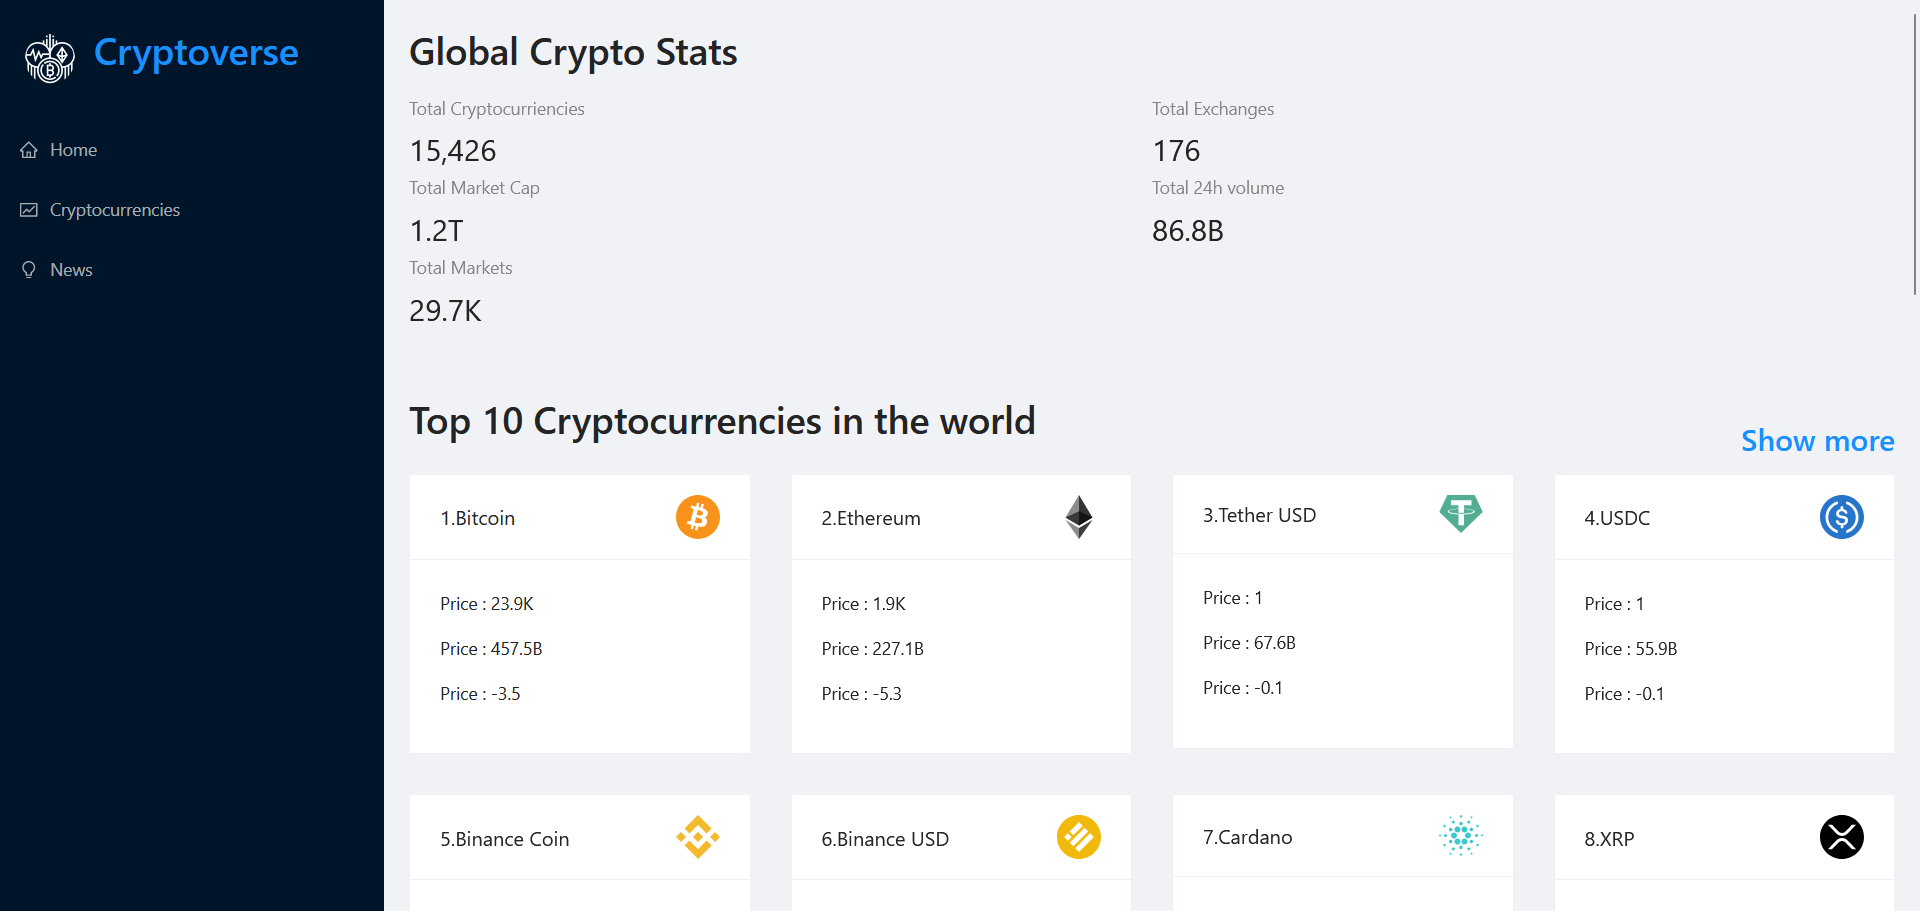 Cryptoverse
Home
Cryptocurrencies
News
Global Crypto Stats
Total Cryptocurriencies
15,426
Total Exchanges
176
Total Market Cap
1.2T
Total 24h volume
86.8B
Total Markets
29.7K
Top 10 Cryptocurrencies in the world
Show more
1.Bitcoin
Price : 23.9K
Price : 457.5B
Price : -3.5
2.Ethereum
Price : 1.9K
Price : 227.1B
Price : -5.3
3.Tether USD
Price : 1
Price : 67.6B
Price : -0.1
4.USDC
Price : 1
Price : 55.9B
Price : -0.1
5.Binance Coin
6.Binance USD
7.Cardano
8.XRP